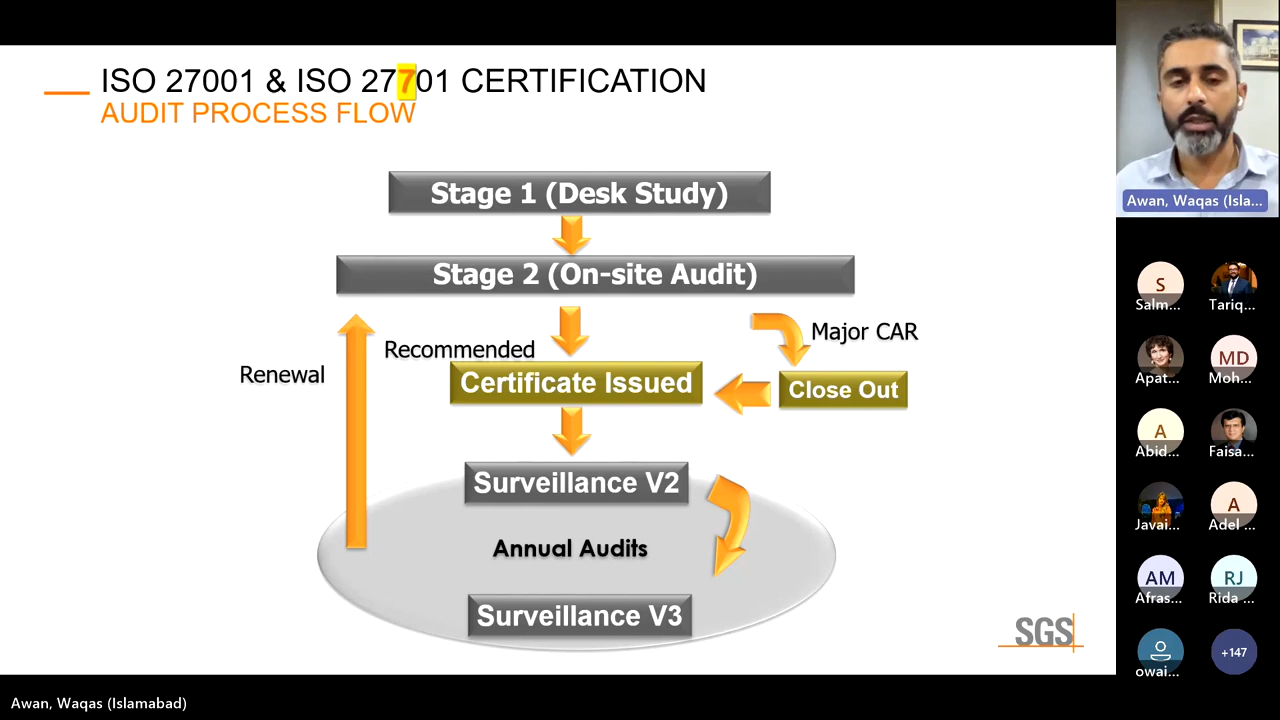 ISO 27001 & ISO 27701 CERTIFICATION
AUDIT PROCESS FLOW
Stage 1 (Desk Study)
Stage 2 (On-site Audit)
Major CAR
Recommended
Renewal
Certificate Issued
Close Out
Surveillance V2
Annual Audits
Surveillance V3
SGS
Awan, Waqas (Isla...
S
Salm...
Tariq...
Apat...
MD
Moh...
A
Abid...
Faisa...
Javai...
A
Adel ...
AM
Afras...
RJ
Rida ...
owai...
+147
Awan, Waqas (Islamabad)